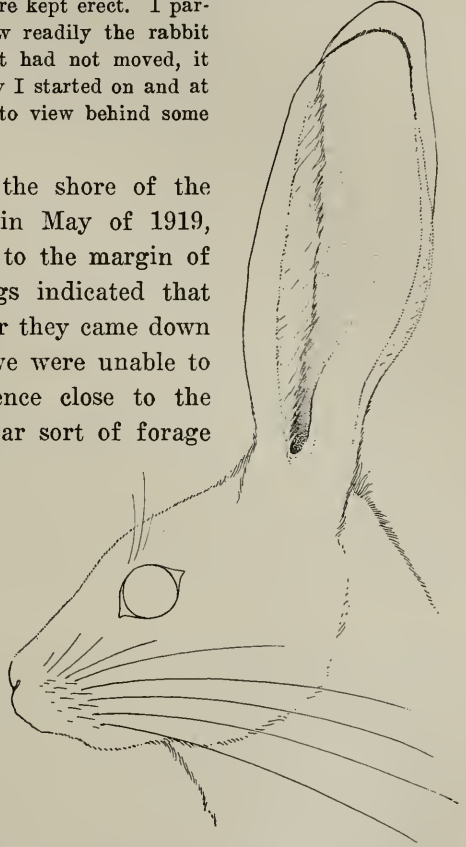 re kept erect. I par-
w readily the rabbit
t had not moved, it
I started on and at
to view behind some
the shore of the
in May of 1919,
to the margin of
gs indicated that
r they came down
ve were unable to
ence close to the
ar sort of forage